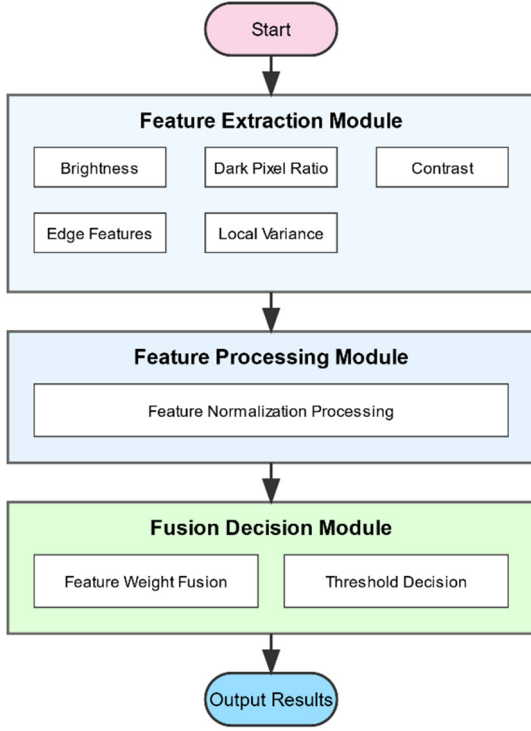 Start
Feature Extraction Module
Brightness
Dark Pixel Ratio
Contrast
Edge Features
Local Variance
Feature Processing Module
Feature Normalization Processing
Fusion Decision Module
Feature Weight Fusion
Threshold Decision
Output Results